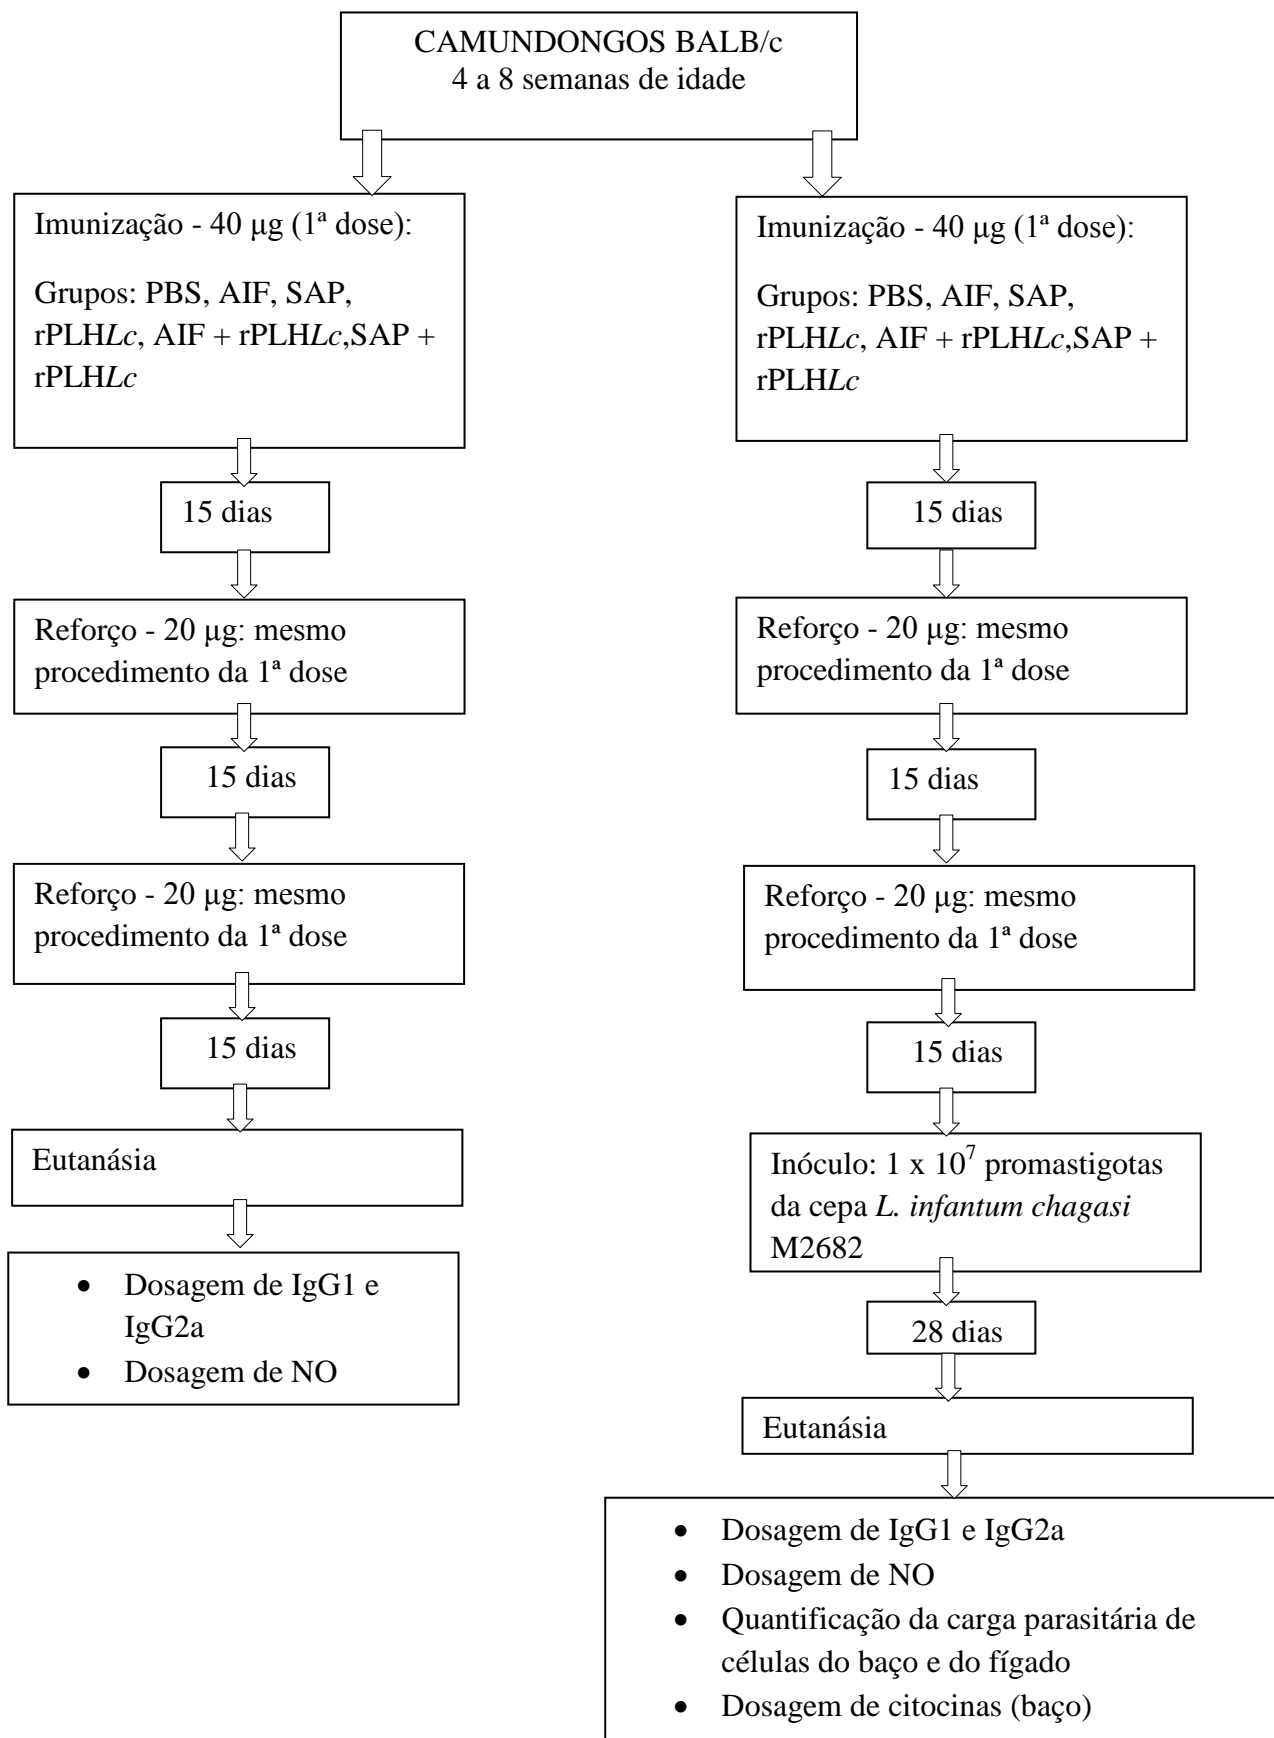 CAMUNDONGOS BALB/c
4 a 8 semanas de idade
Imunização - 40 μg (1ª dose):
Grupos: PBS, AIF, SAP,
rPLHLc, AIF + rPLHLc,SAP +
rPLHLc
15 dias
Reforço - 20 μg: mesmo
procedimento da 1ª dose
15 dias
Reforço - 20 μg: mesmo
procedimento da 1ª dose
15 dias
Eutanásia
• Dosagem de IgG1 e
IgG2a
• Dosagem de NO
Imunização - 40 μg (1ª dose):
Grupos: PBS, AIF, SAP,
rPLHLc, AIF + rPLHLc,SAP +
rPLHLc
15 dias
Reforço - 20 μg: mesmo
procedimento da 1ª dose
15 dias
Reforço - 20 μg: mesmo
procedimento da 1ª dose
15 dias
Inóculo: 1 x 10⁷ promastigotas
da cepa L. infantum chagasi
M2682
28 dias
Eutanásia
• Dosagem de IgG1 e IgG2a
• Dosagem de NO
• Quantificação da carga parasitária de
células do baço e do fígado
• Dosagem de citocinas (baço)